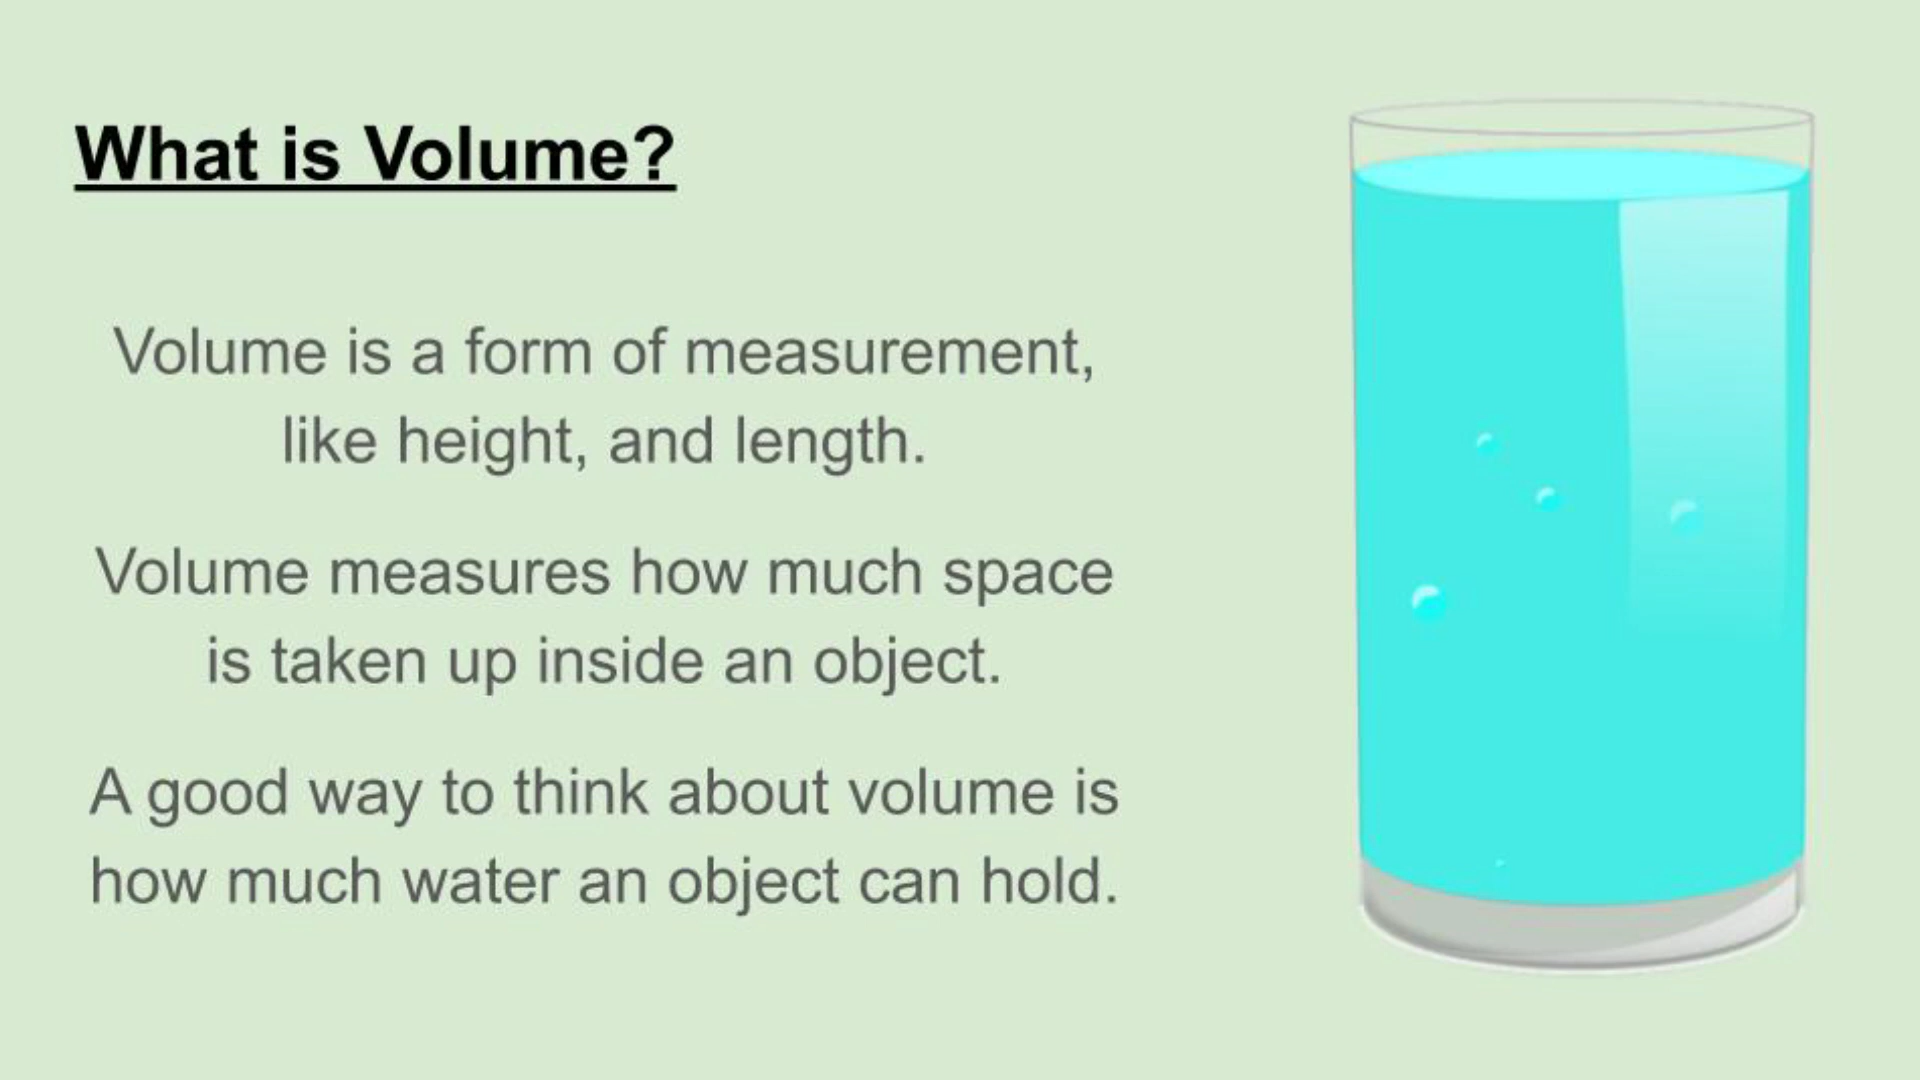 What is Volume?
Volume is a form of measurement,
like height, and length.
Volume measures how much space
is taken up inside an object.
A good way to think about volume is
how much water an object can hold.